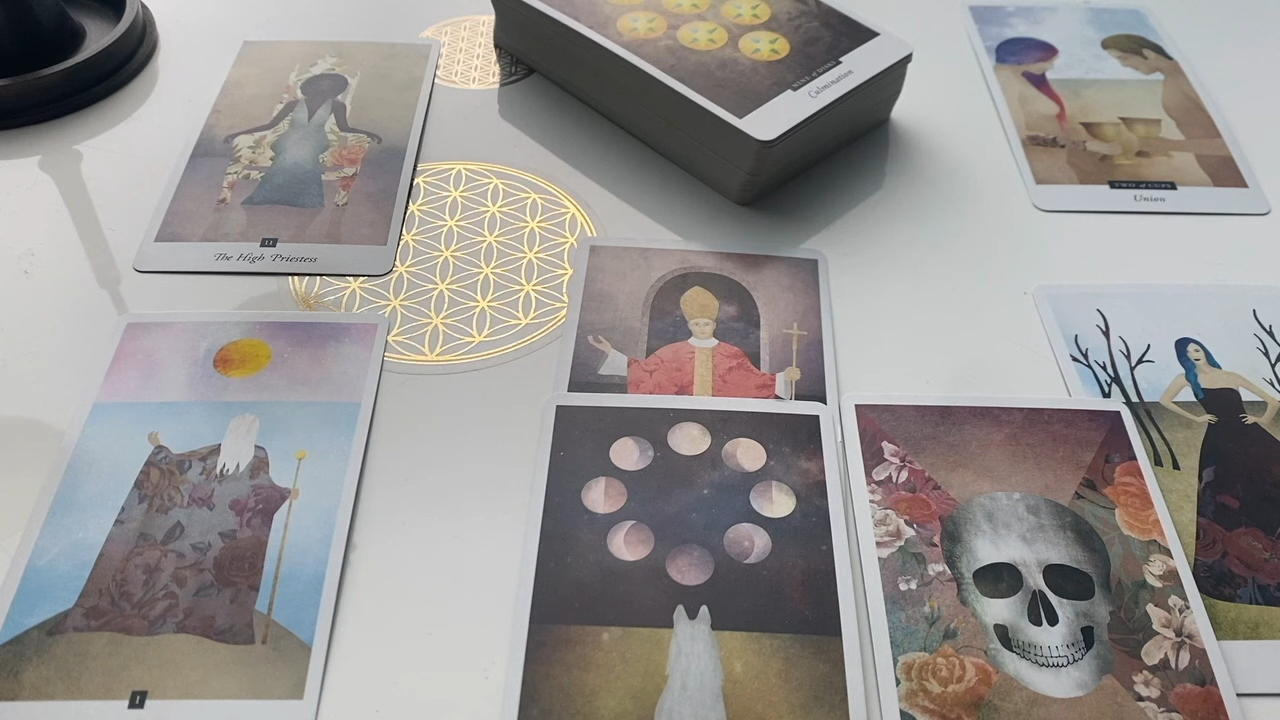 NINE of DISKS
Culmination
TWO of CUPS
Union
II
The High Priestess
I